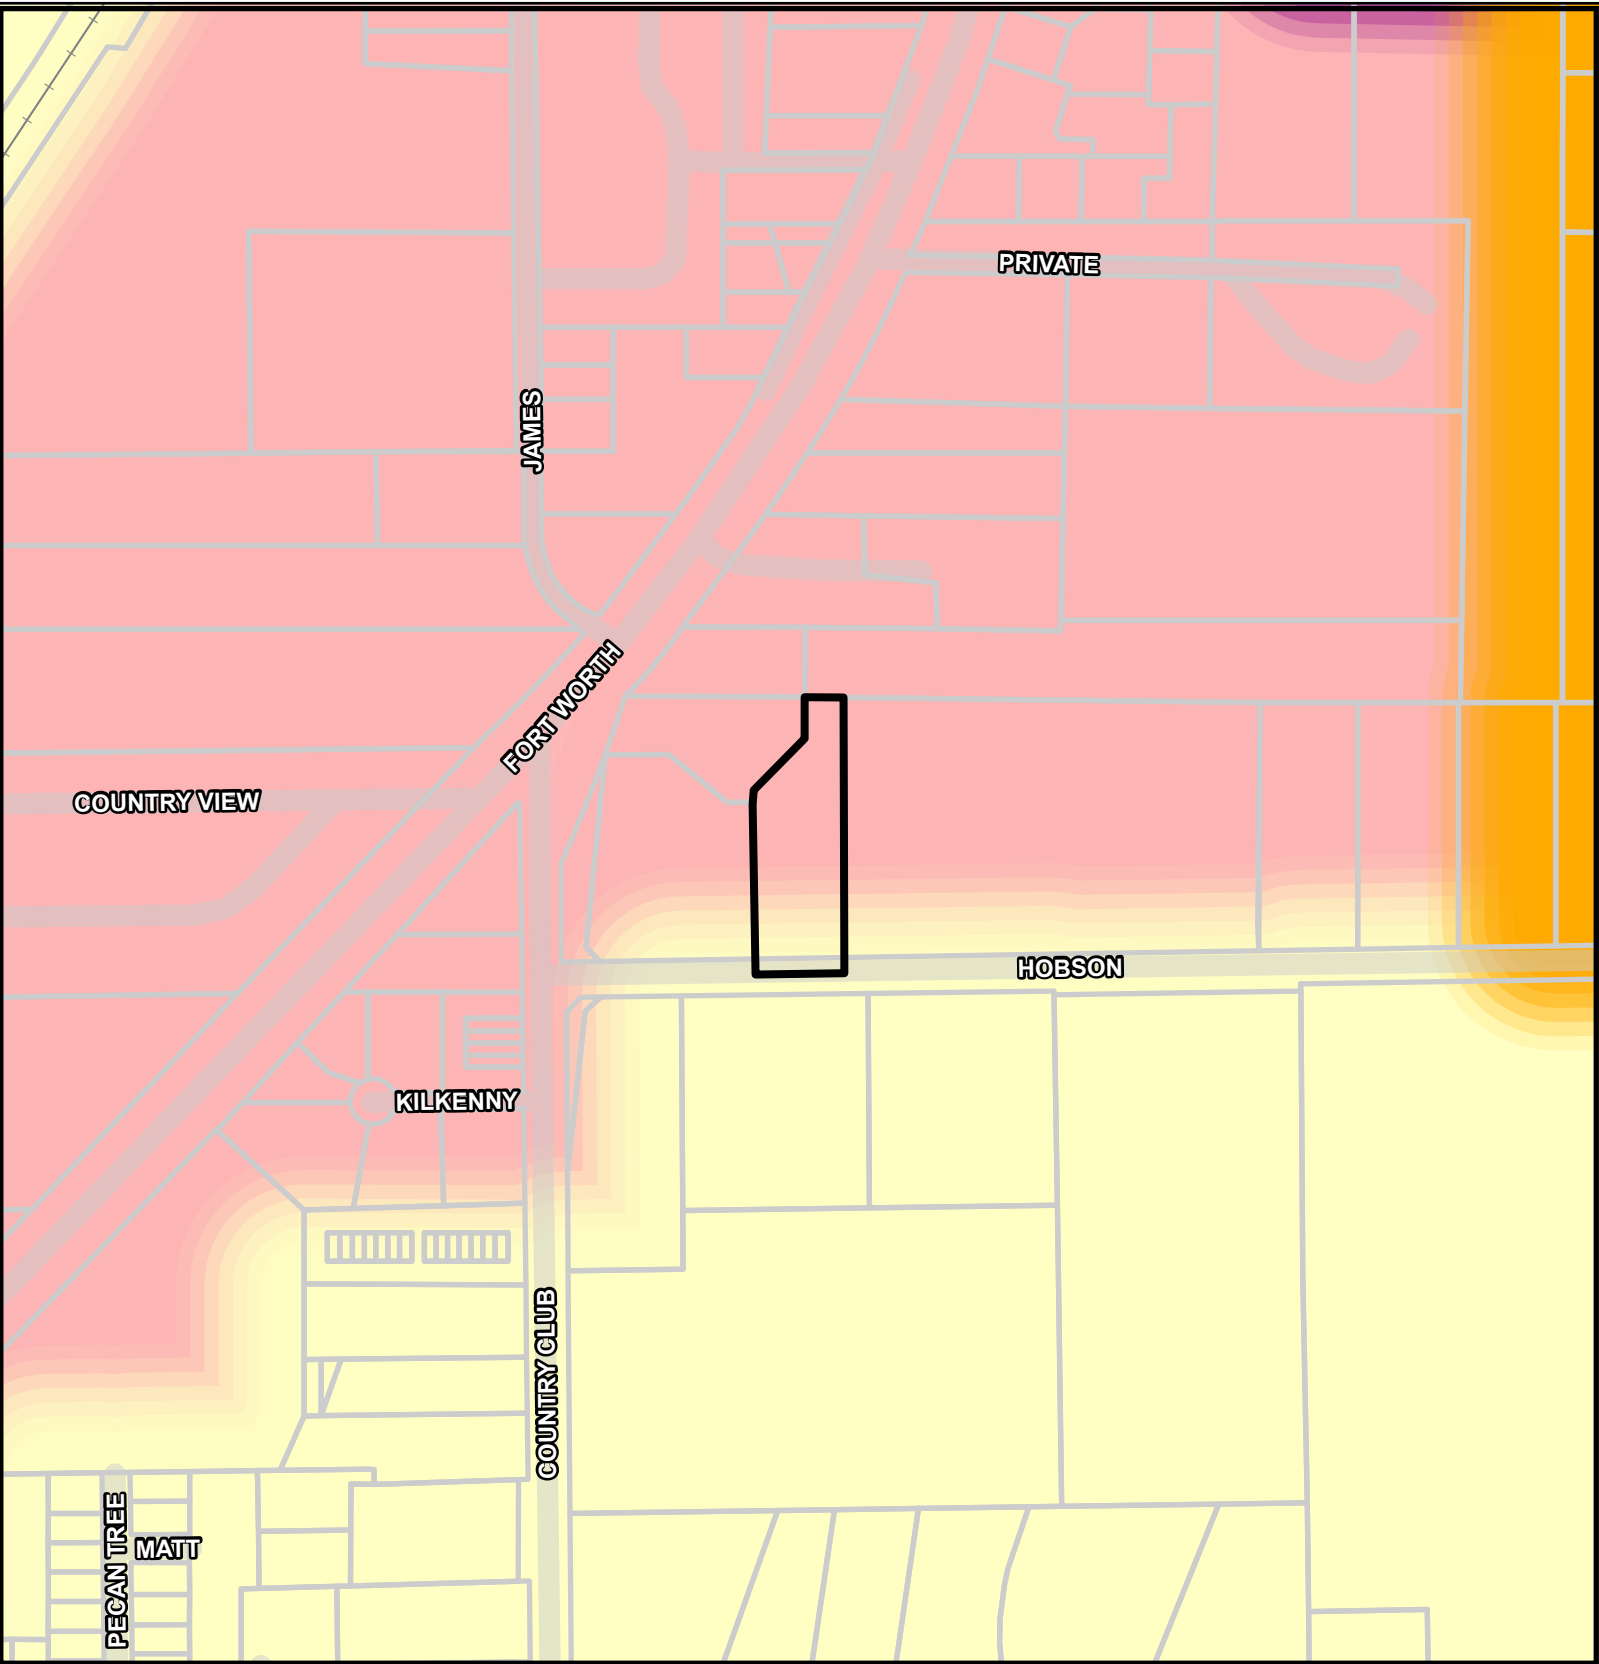 PRIVATE
JAMES
FORT WORTH
COUNTRY VIEW
HOBSON
KILKENNY
COUNTRY CLUB
PECAN TREE
MATT